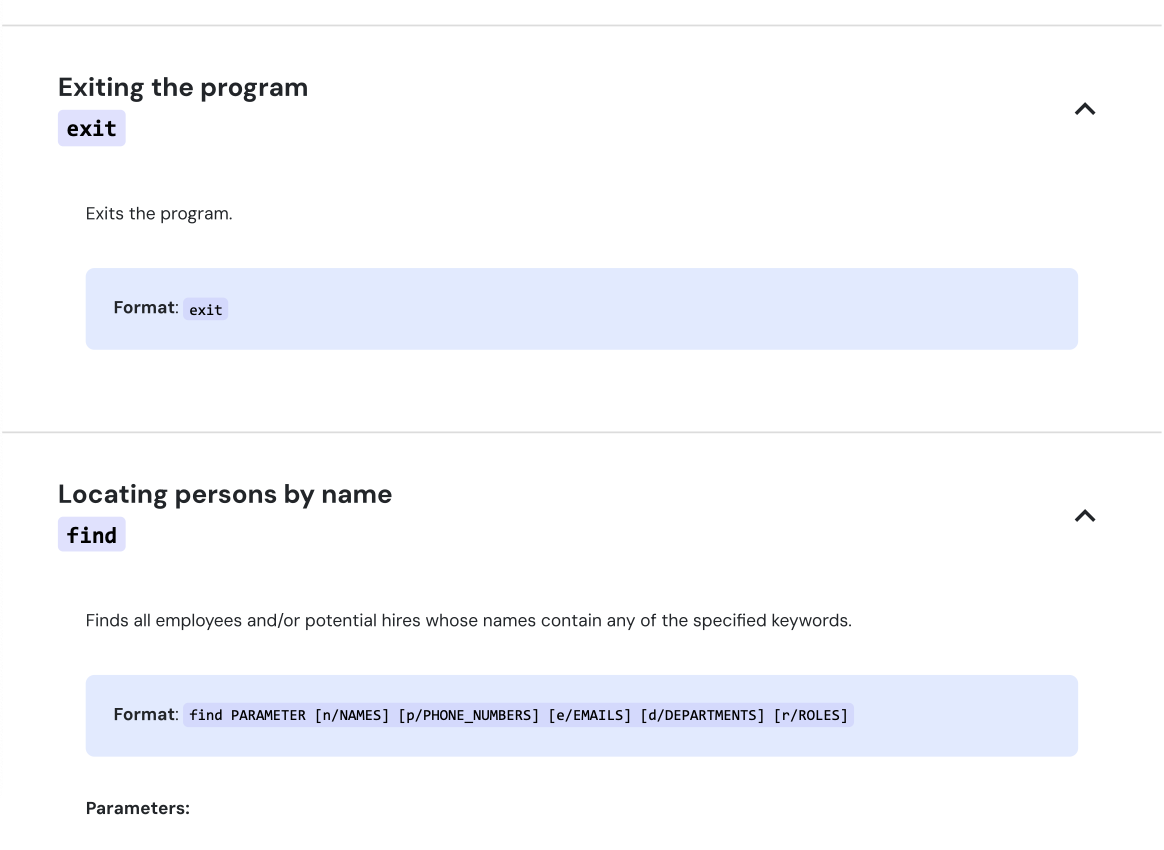 Exiting the program
exit
Exits the program.
Format: exit
Locating persons by name
find
Finds all employees and/or potential hires whose names contain any of the specified keywords.
Format: find PARAMETER [n/NAMES] [p/PHONE_NUMBERS] [e/EMAILS] [d/DEPARTMENTS] [r/ROLES]
Parameters: